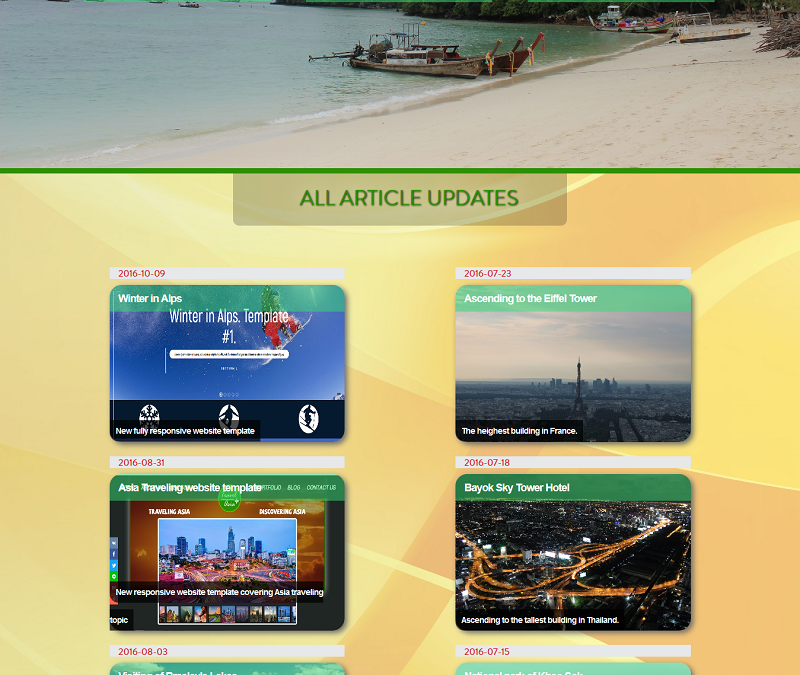 ALL ARTICLE UPDATES
2016-10-09
Winter in Alps
Winter in Alps. Template
#1.
New fully responsive website template
2016-07-23
Ascending to the Eiffel Tower
The heighest building in France.
2016-08-31
Asia Traveling website template
PORTFOLIO BLOG CONTACT US
Travel
Asia
TRAVELING ASIA
DISCOVERING ASIA
New responsive website template covering Asia traveling
topic
2016-07-18
Bayok Sky Tower Hotel
Ascending to the tallest building in Thailand.
2016-08-03
2016-07-15